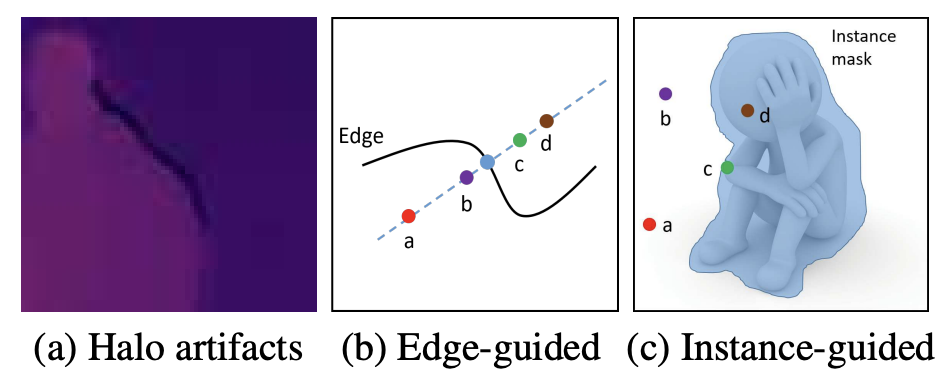 Edge
a
b
c
d
Instance
mask
b
d
c
a
(a) Halo artifacts
(b) Edge-guided
(c) Instance-guided